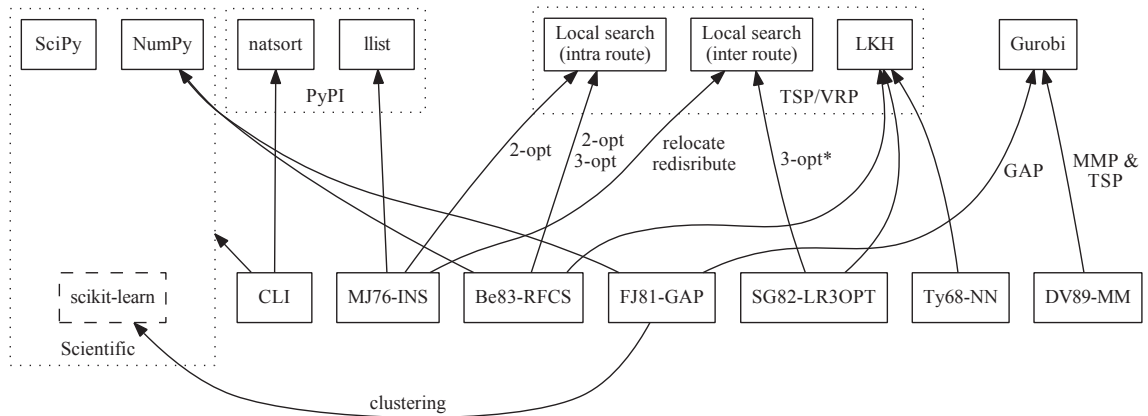 SciPy
NumPy
natsort
llist
PyPI
Local search
(intra route)
Local search
(inter route)
LKH
TSP/VRP
Gurobi
2-opt
2-opt
3-opt
relocate
redisribute
3-opt*
GAP
MMP &
TSP
scikit-learn
Scientific
CLI
MJ76-INS
Be83-RFCS
FJ81-GAP
SG82-LR3OPT
Ty68-NN
DV89-MM
clustering